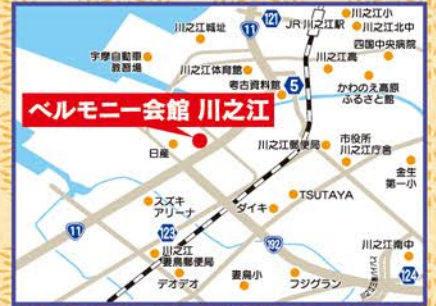 川之江城址
11
121
JR川之江駅
川之江小
川之江北中
四国中央病院
宇摩自動車
教習場
川之江体育館
川之江高
考古資料館
5
かわのえ高原
ふるさと館
ベルモニー会館 川之江
日産
川之江郵便局
市役所
川之江庁舎
金生
第一小
スズキ
アリーナ
TSUTAYA
ダイキ
11
123
192
川之江
妻鳥郵便局
川之江南中
デオデオ
妻鳥小
フジグラン
124